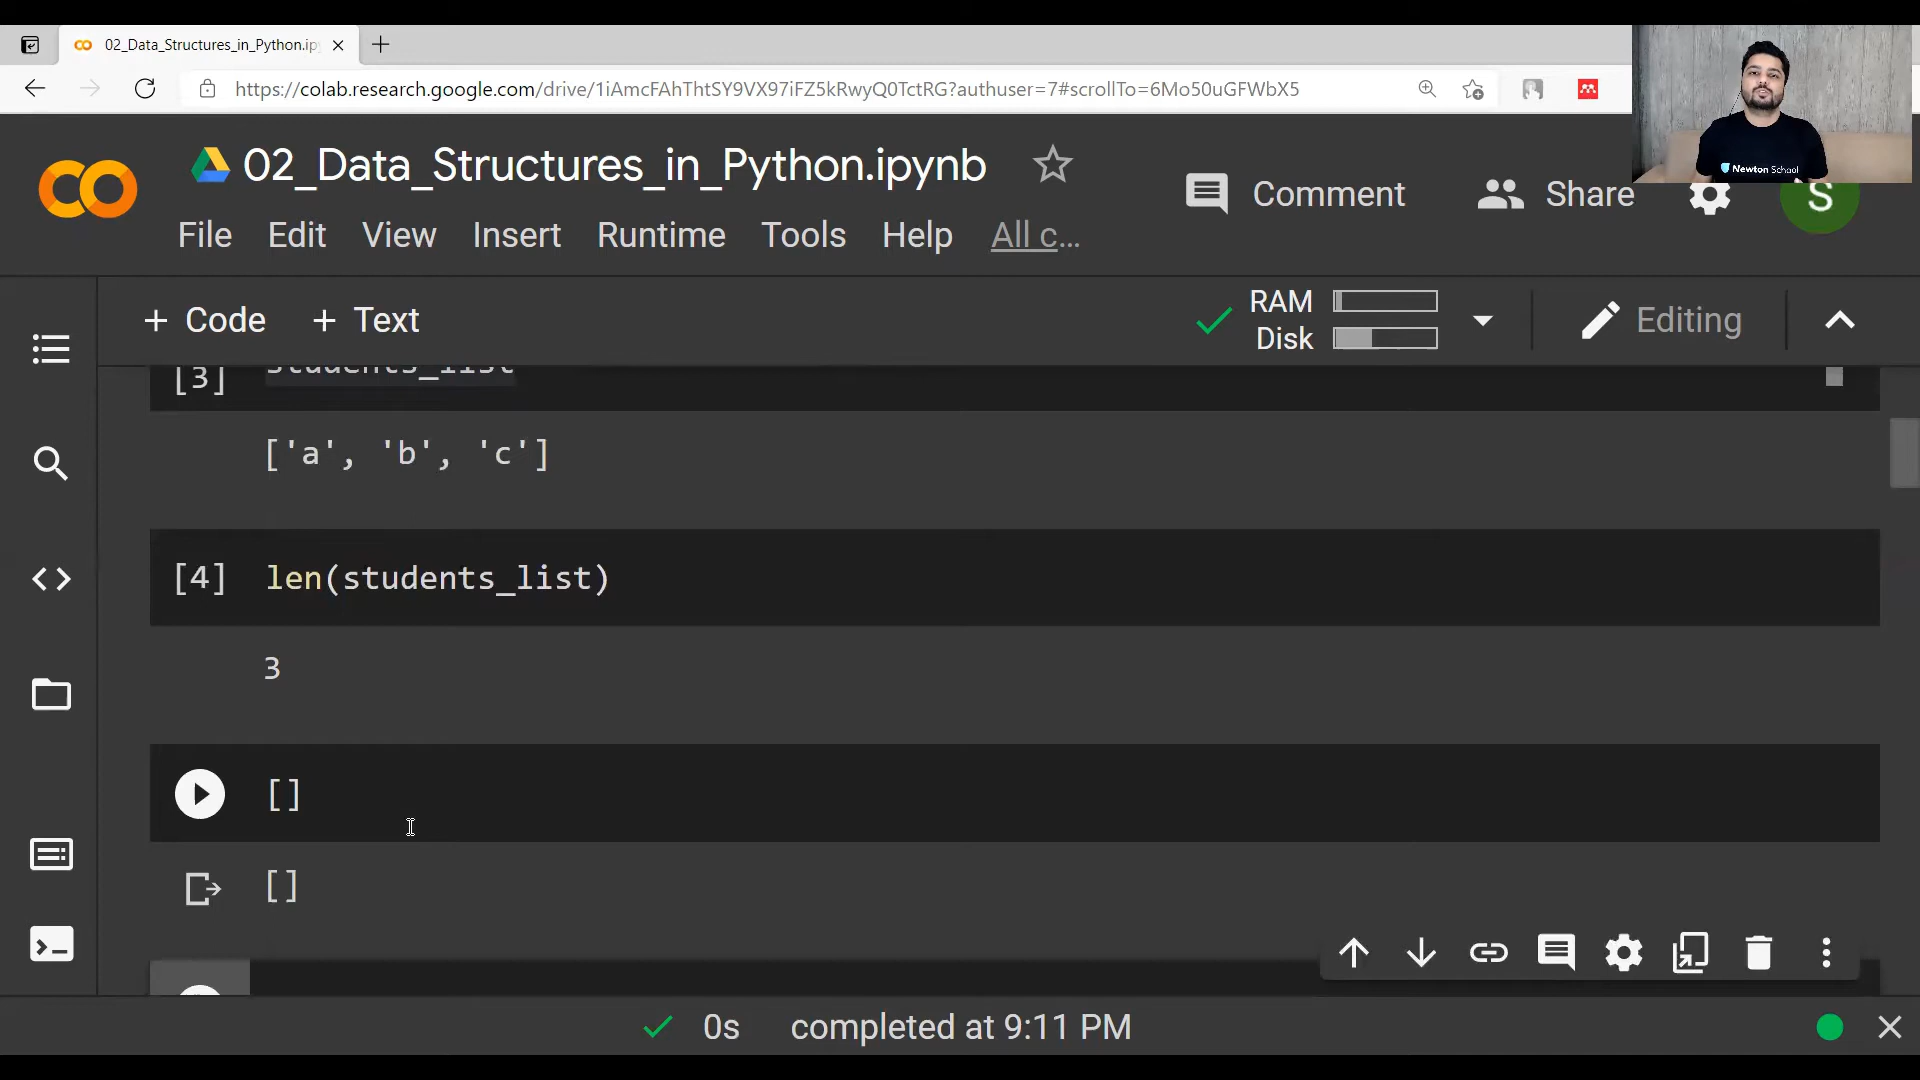 02_Data_Structures_in_Python.ip
https://colab.research.google.com/drive/1iAmcFAhThtSY9VX97iFZ5kRwyQ0TctRG?authuser=7#scrollTo=6Mo50uGFWbX5
Newton School
02_Data_Structures_in_Python.ipynb
Comment
Share
S
File Edit View Insert Runtime Tools Help All c...
+ Code + Text
RAM
Disk
Editing
[3] students_list
['a', 'b', 'c']
[4] len(students_list)
3
[]
[]
0s completed at 9:11 PM